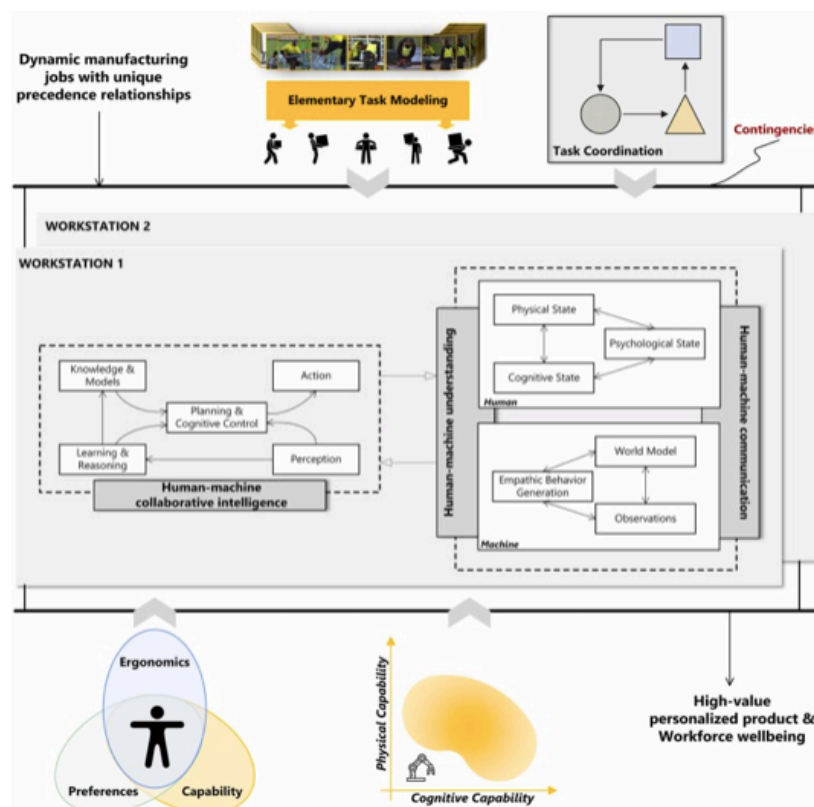 Dynamic manufacturing
jobs with unique
precedence relationships
Elementary Task Modeling
Task Coordination
Contingencies
WORKSTATION 2
WORKSTATION 1
Knowledge &
Models
Action
Planning &
Cognitive Control
Learning &
Reasoning
Perception
Human-machine
collaborative intelligence
Human-machine understanding
Physical State
Psychological State
Cognitive State
Human
World Model
Empathic Behavior
Generation
Observations
Machine
Human-machine communication
Ergonomics
Preferences
Capability
Physical Capability
Cognitive Capability
High-value
personalized product &
Workforce wellbeing